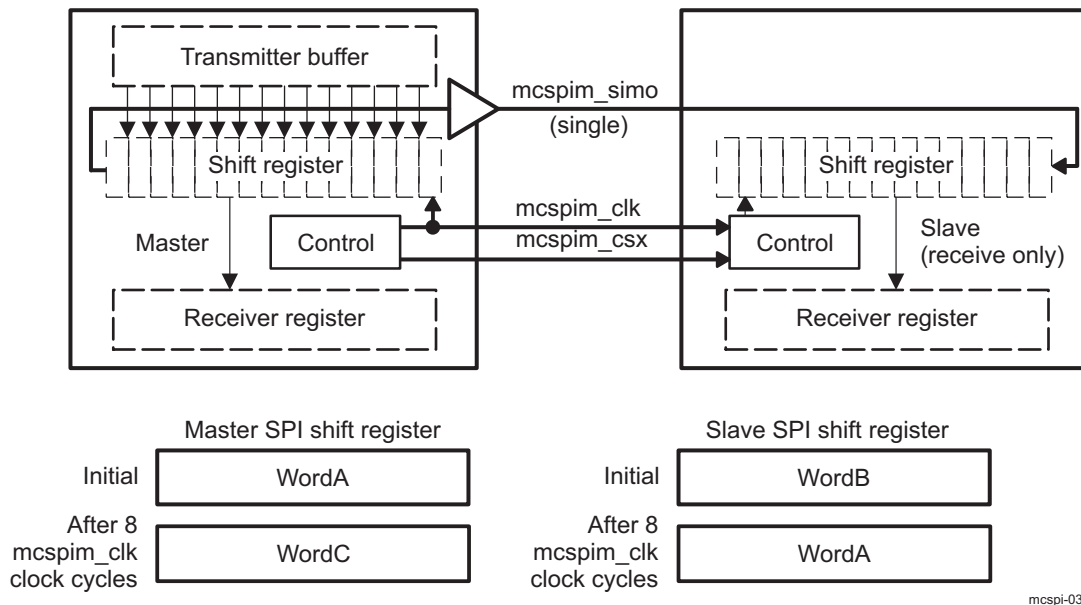 Transmitter buffer
mcspim_simo
(single)
Shift register
Shift register
mcspim_clk
Master
Control
mcspim_csx
Control
Slave
(receive only)
Receiver register
Receiver register
Master SPI shift register
Slave SPI shift register
Initial
WordA
Initial
WordB
After 8
mcspim_clk
clock cycles
WordC
After 8
mcspim_clk
clock cycles
WordA
mcspi-03